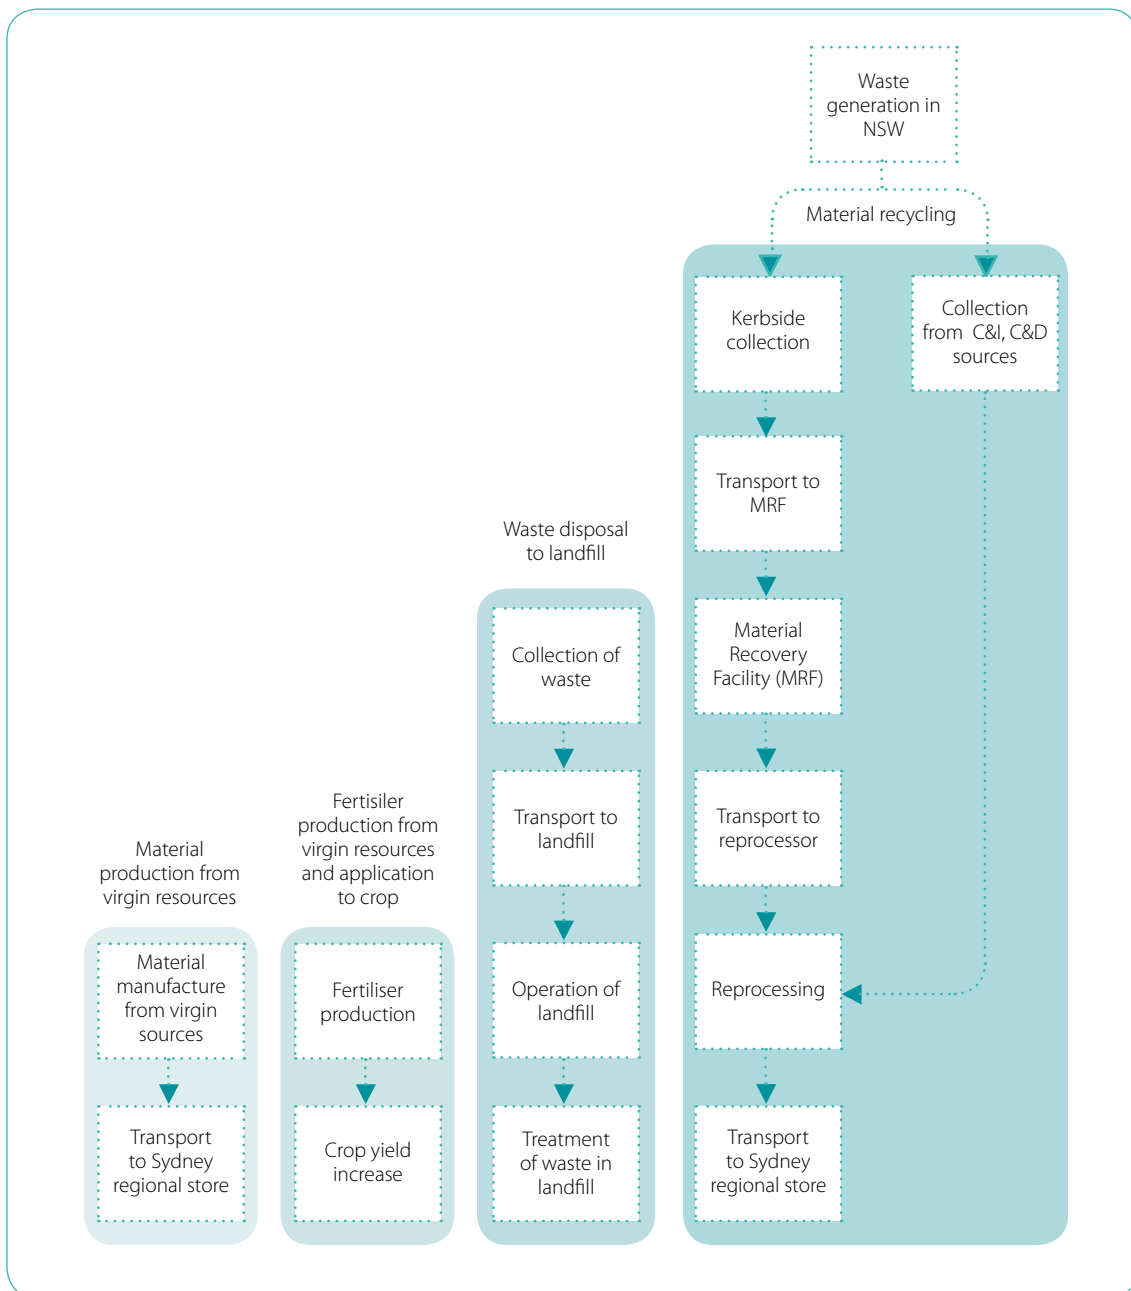 Waste
generation in
NSW
Material recycling
Kerbside
collection
Collection
from C&I, C&D
sources
Transport to
MRF
Waste disposal
to landfill
Collection of
waste
Material
Recovery
Facility (MRF)
Transport to
landfill
Transport to
reprocessor
Fertisiler
production from
virgin resources
and application
to crop
Material
production from
virgin resources
Material
manufacture
from virgin
sources
Fertiliser
production
Operation of
landfill
Reprocessing
Transport
to Sydney
regional store
Crop yield
increase
Treatment
of waste in
landfill
Transport
to Sydney
regional store